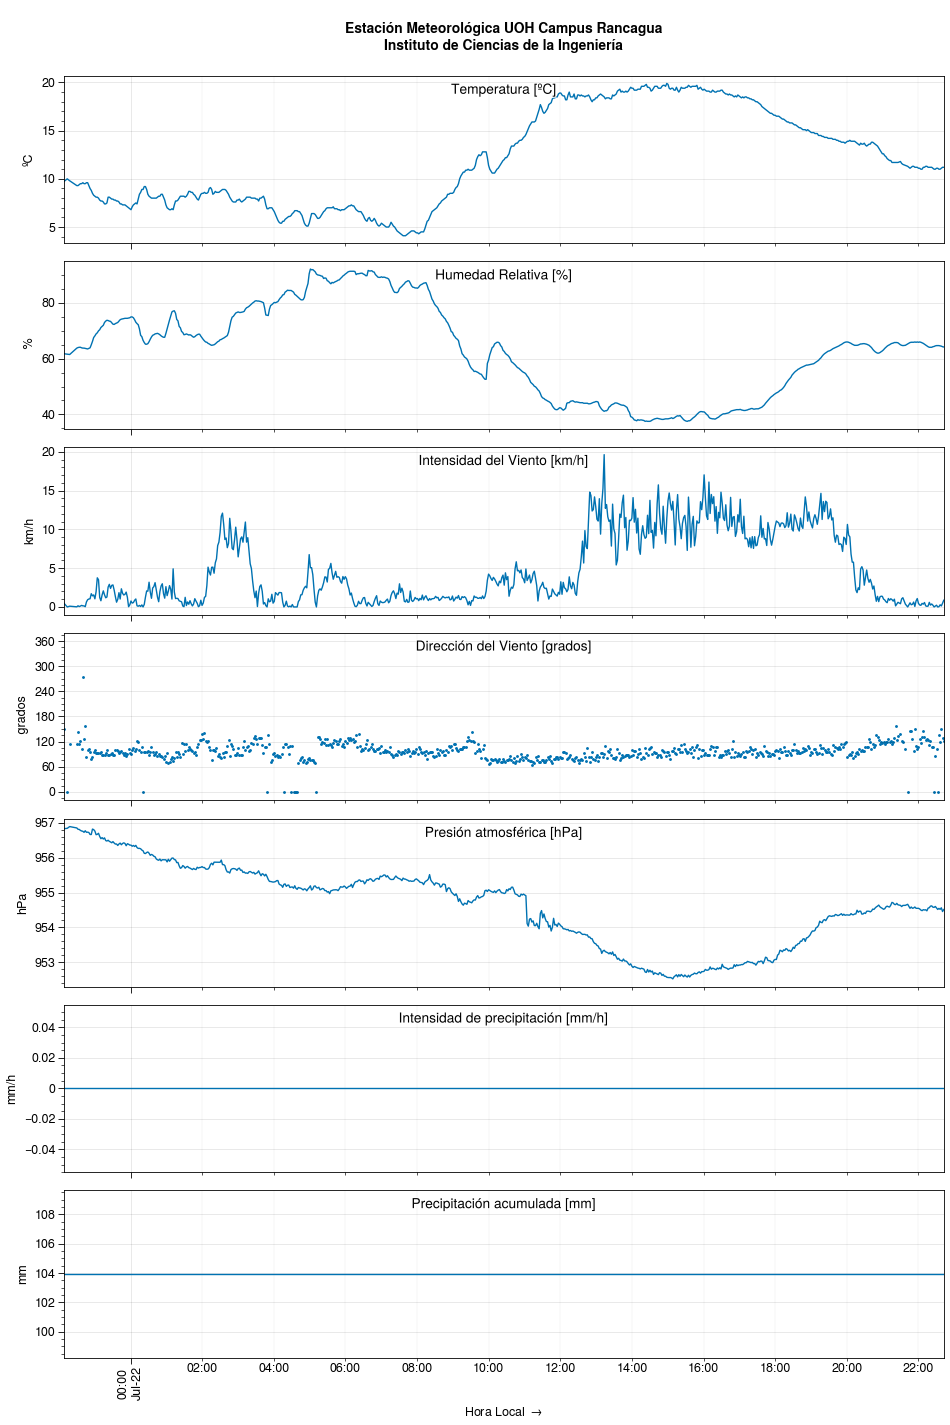 Estación Meteorológica UOH Campus Rancagua
Instituto de Ciencias de la Ingeniería
Temperatura [ºC]
20
15
10
5
ºC
Humedad Relativa [%]
80
60
40
%
Intensidad del Viento [km/h]
20
15
10
5
0
km/h
Dirección del Viento [grados]
360
300
240
180
120
60
0
grados
Presión atmosférica [hPa]
957
956
955
954
953
hPa
Intensidad de precipitación [mm/h]
0.04
0.02
0
−0.02
−0.04
mm/h
Precipitación acumulada [mm]
108
106
104
102
100
mm
00:00
Jul-22
02:00 04:00 06:00 08:00 10:00 12:00 14:00 16:00 18:00 20:00 22:00
Hora Local →